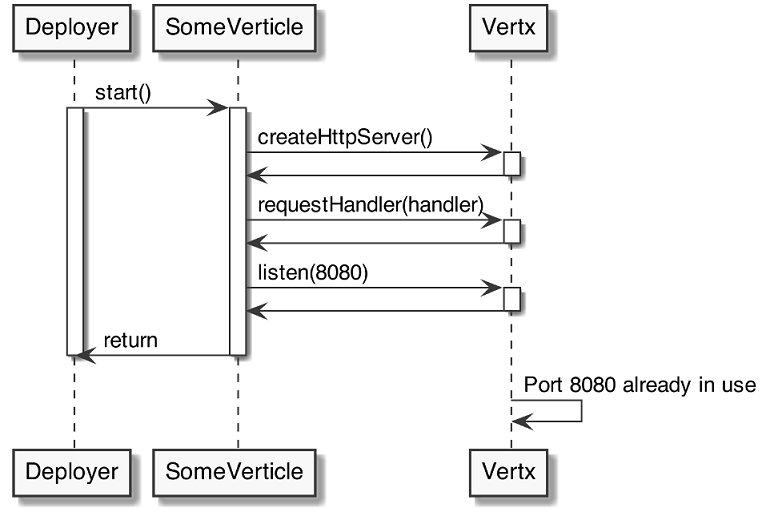 Deployer
SomeVerticle
Vertx
start()
createHttpServer()
requestHandler(handler)
listen(8080)
return
Port 8080 already in use
Deployer
SomeVerticle
Vertx